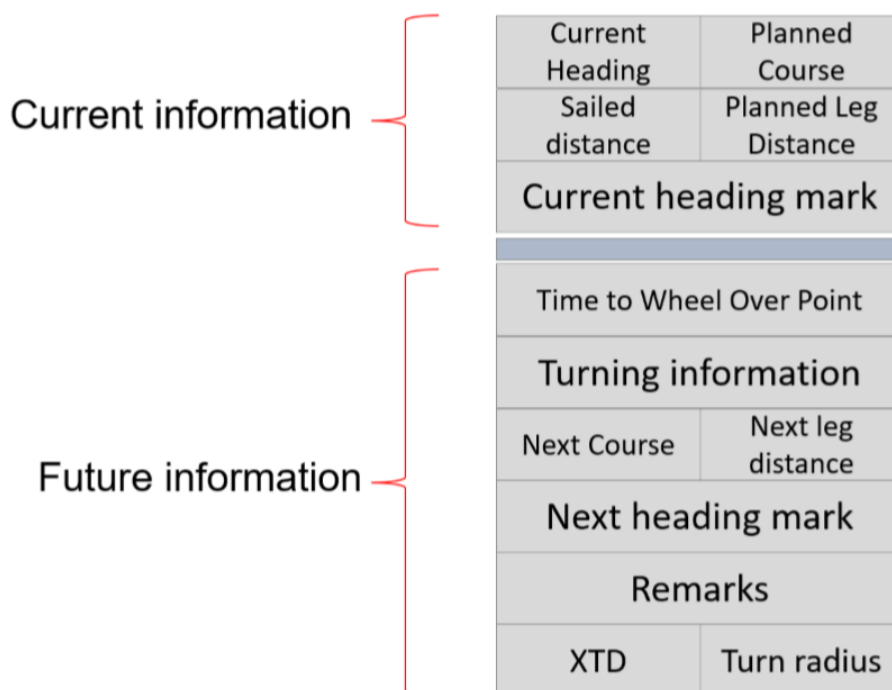 Current information
Current
Heading
Planned
Course
Sailed
distance
Planned Leg
Distance
Current heading mark
Future information
Time to Wheel Over Point
Turning information
Next Course
Next leg
distance
Next heading mark
Remarks
XTD
Turn radius